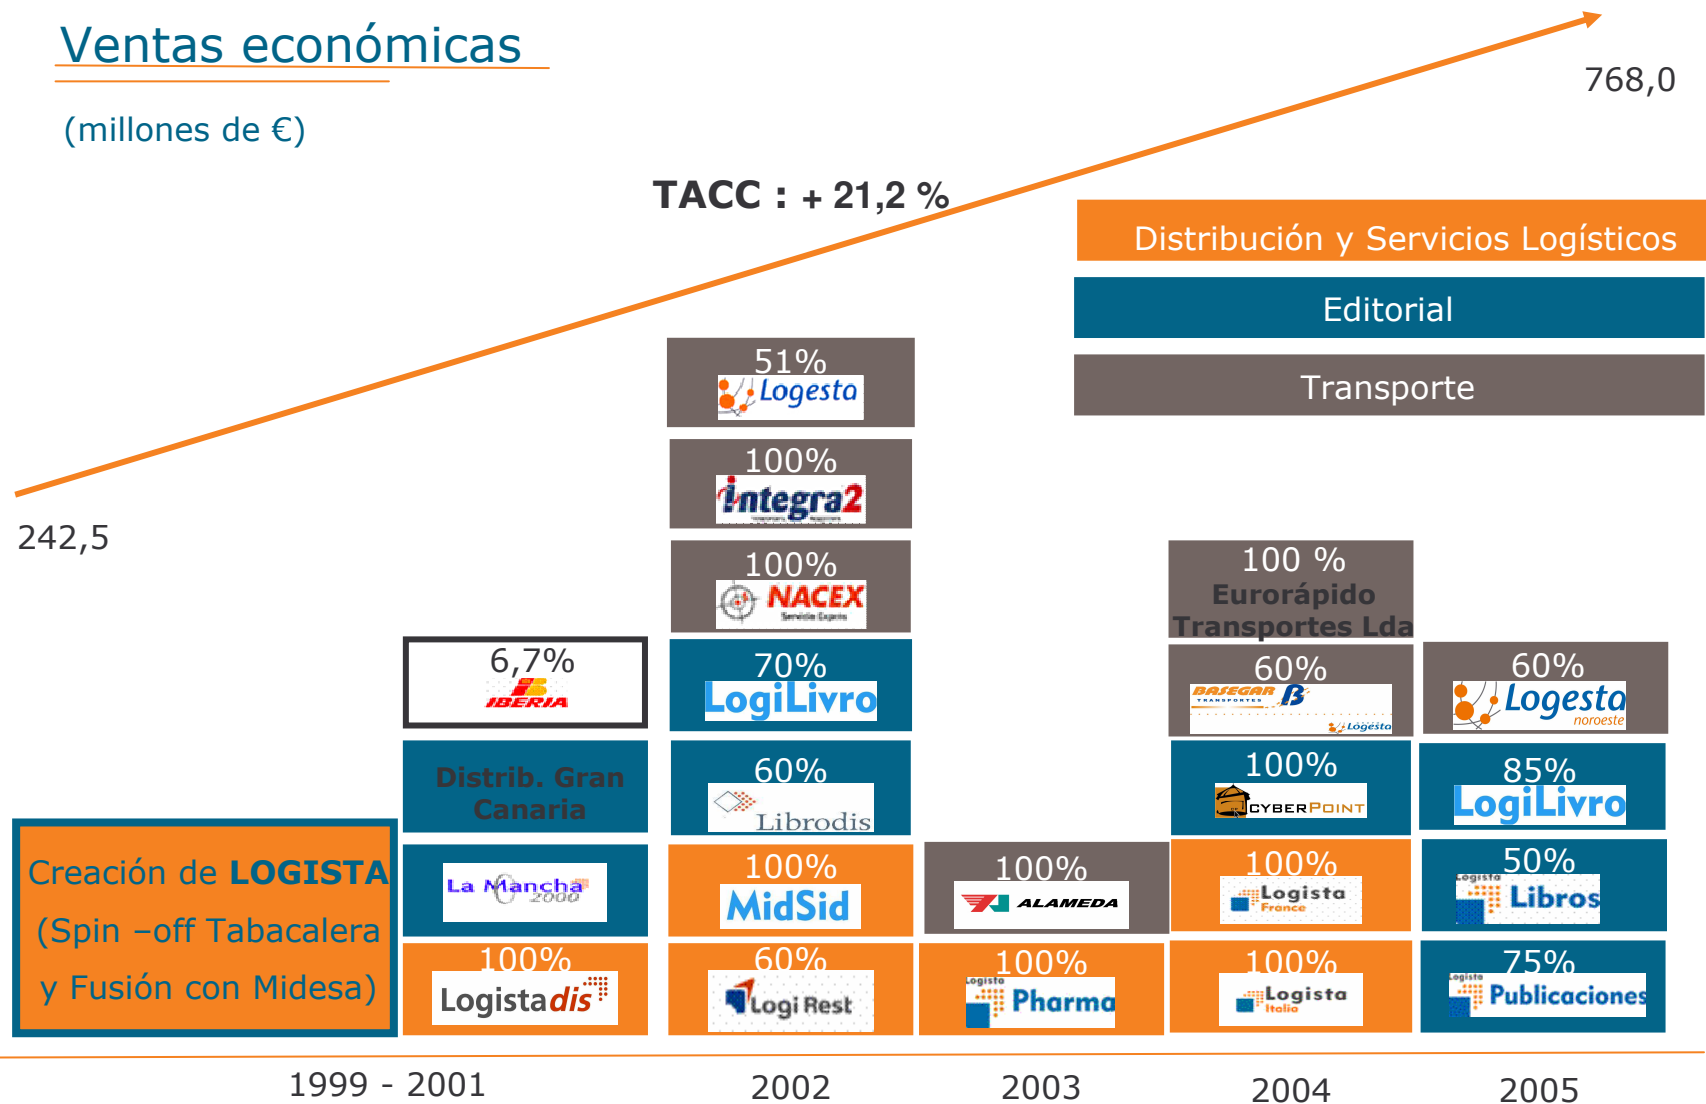 Ventas económicas
(millones de €)
768,0
TACC : + 21,2 %
Distribución y Servicios Logísticos
Editorial
Transporte
242,5
Creación de LOGISTA
(Spin –off Tabacalera
y Fusión con Midesa)
6,7%
IB
IBERIA
Distrib. Gran
Canaria
La Mancha
2000
100%
Logistadis
51%
Logesta
100%
integra2
100%
NACEX
Servicio Express
70%
LogiLivro
60%
Librodis
100%
MidSid
60%
Logi Rest
100%
ALAMEDA
100%
Logista
Pharma
100 %
Eurorápido
Transportes Lda
60%
BASEGAR B
TRANSPORTES
Logesta
100%
CYBERPOINT
100%
Logista
France
100%
Logista
Italia
60%
Logesta
noroeste
85%
LogiLivro
50%
Logista
Libros
75%
Logista
Publicaciones
1999 - 2001
2002
2003
2004
2005